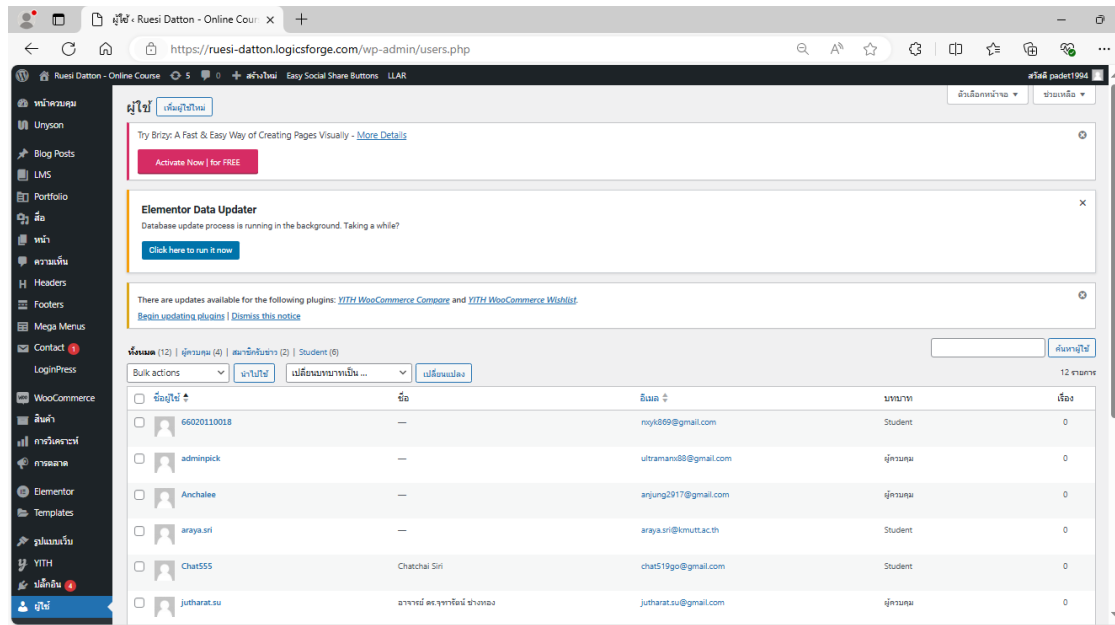 ผู้ใช้ ‹ Ruesi Datton - Online Cour
https://ruesi-datton.logicsforge.com/wp-admin/users.php
Ruesi Datton - Online Course 5 0 + สร้างใหม่ Easy Social Share Buttons LLAR สวัสดี padet1994
หน้าควบคุม
Unyson
Blog Posts
LMS
Portfolio
สื่อ
หน้า
ความเห็น
Headers
Footers
Mega Menus
Contact 1
LoginPress
WooCommerce
สินค้า
การวิเคราะห์
การตลาด
Elementor
Templates
รูปแบบเว็บ
YITH
ปลั๊กอิน 4
ผู้ใช้
ตัวเลือกหน้าจอ ช่วยเหลือ
ผู้ใช้ เพิ่มผู้ใช้ใหม่
Try Brizy: A Fast & Easy Way of Creating Pages Visually - More Details
Activate Now | for FREE
Elementor Data Updater
Database update process is running in the background. Taking a while?
Click here to run it now
There are updates available for the following plugins: YITH WooCommerce Compare and YITH WooCommerce Wishlist.
Begin updating plugins | Dismiss this notice
ทั้งหมด (12) | ผู้ควบคุม (4) | สมาชิกรับข่าว (2) | Student (6) ค้นหาผู้ใช้
Bulk actions นำไปใช้ เปลี่ยนบทบาทเป็น ... เปลี่ยนแปลง 12 รายการ
ชื่อผู้ใช้ ชื่อ อีเมล บทบาท เรื่อง
66020110018 — nxyk869@gmail.com Student 0
adminpick — ultramanx88@gmail.com ผู้ควบคุม 0
Anchalee — anjung2917@gmail.com ผู้ควบคุม 0
araya.sri — araya.sri@kmutt.ac.th Student 0
Chat555 Chatchai Siri chat519go@gmail.com Student 0
jutharat.su อาจารย์ ดร.จุฑารัตน์ ช่างทอง jutharat.su@gmail.com ผู้ควบคุม 0